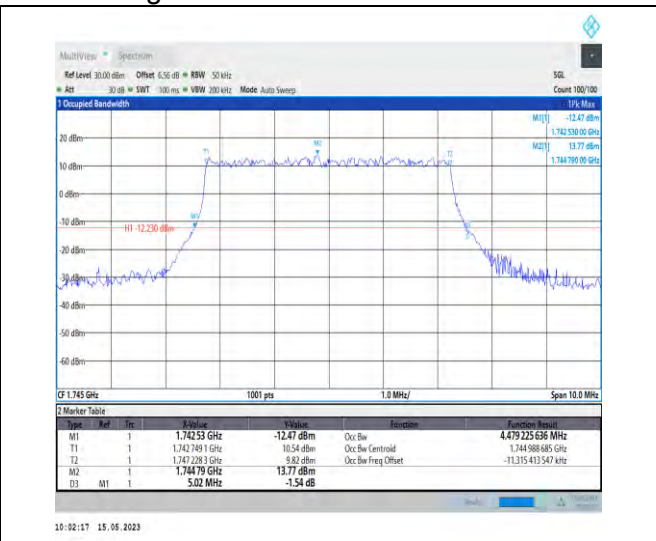 MultiView Spectrum
Ref Level 30.00 dBm Offset 6.56 dB RBW 50 kHz SGL
Att 30 dB SWT 100 ms VBW 200 kHz Mode Auto Sweep Count 100/100
1 Occupied Bandwidth 1Pk Max
M1[1] -12.47 dBm
1.742 530 00 GHz
M2[1] 13.77 dBm
1.744 790 00 GHz
20 dBm
M2
T1
T2
10 dBm
0 dBm
-10 dBm
M1
H1 -12.230 dBm
-20 dBm
-30 dBm
-40 dBm
-50 dBm
-60 dBm
CF 1.745 GHz 1001 pts 1.0 MHz/ Span 10.0 MHz
2 Marker Table
Type Ref Trc X-Value Y-Value Function Function Result
M1 1 1.742 53 GHz -12.47 dBm Occ Bw 4.479 225 636 MHz
T1 1 1.742 749 1 GHz 10.54 dBm Occ Bw Centroid 1.744 988 685 GHz
T2 1 1.747 228 3 GHz 9.82 dBm Occ Bw Freq Offset -11.315 413 547 kHz
M2 1 1.744 79 GHz 13.77 dBm
D3 M1 1 5.02 MHz -1.54 dB
10:02:17 15.05.2023